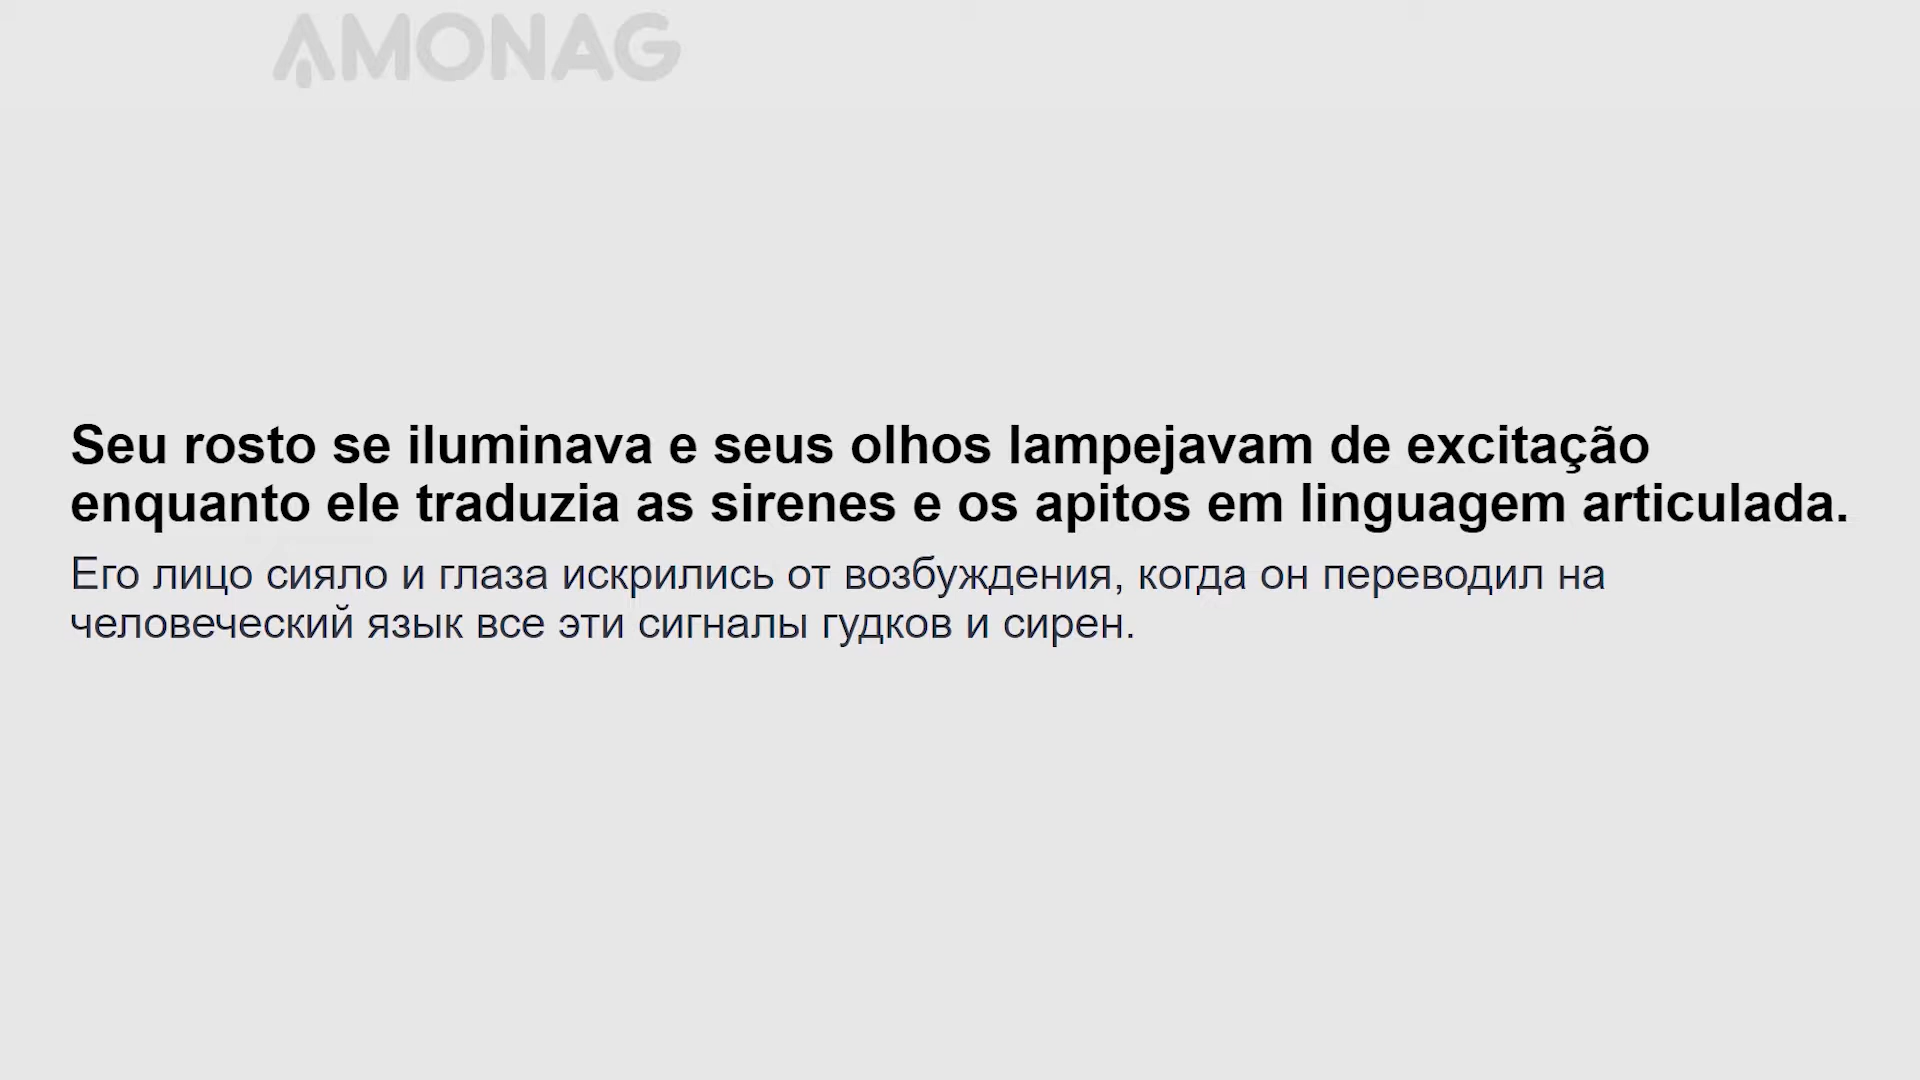 AMONAG
Seu rosto se iluminava e seus olhos lampejavam de excitação
enquanto ele traduzia as sirenes e os apitos em linguagem articulada.
Его лицо сияло и глаза искрились от возбуждения, когда он переводил на
человеческий язык все эти сигналы гудков и сирен.